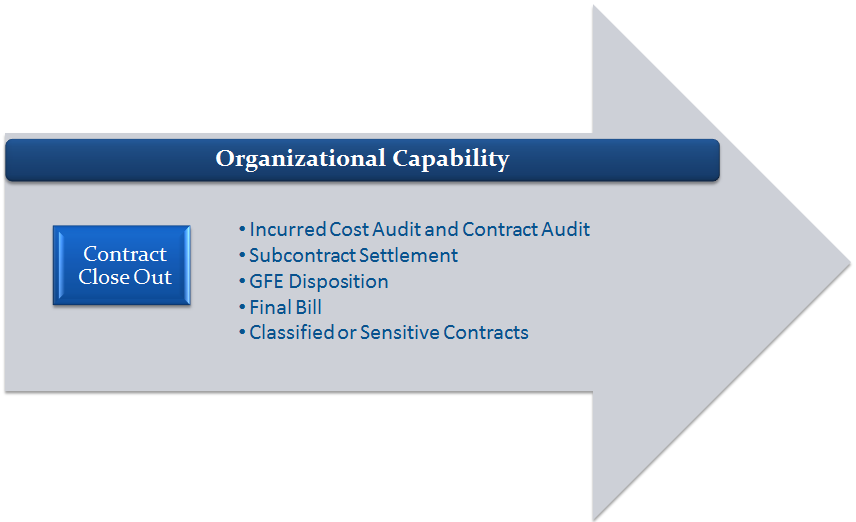 Organizational Capability
Contract
Close Out
• Incurred Cost Audit and Contract Audit
• Subcontract Settlement
• GFE Disposition
• Final Bill
• Classified or Sensitive Contracts